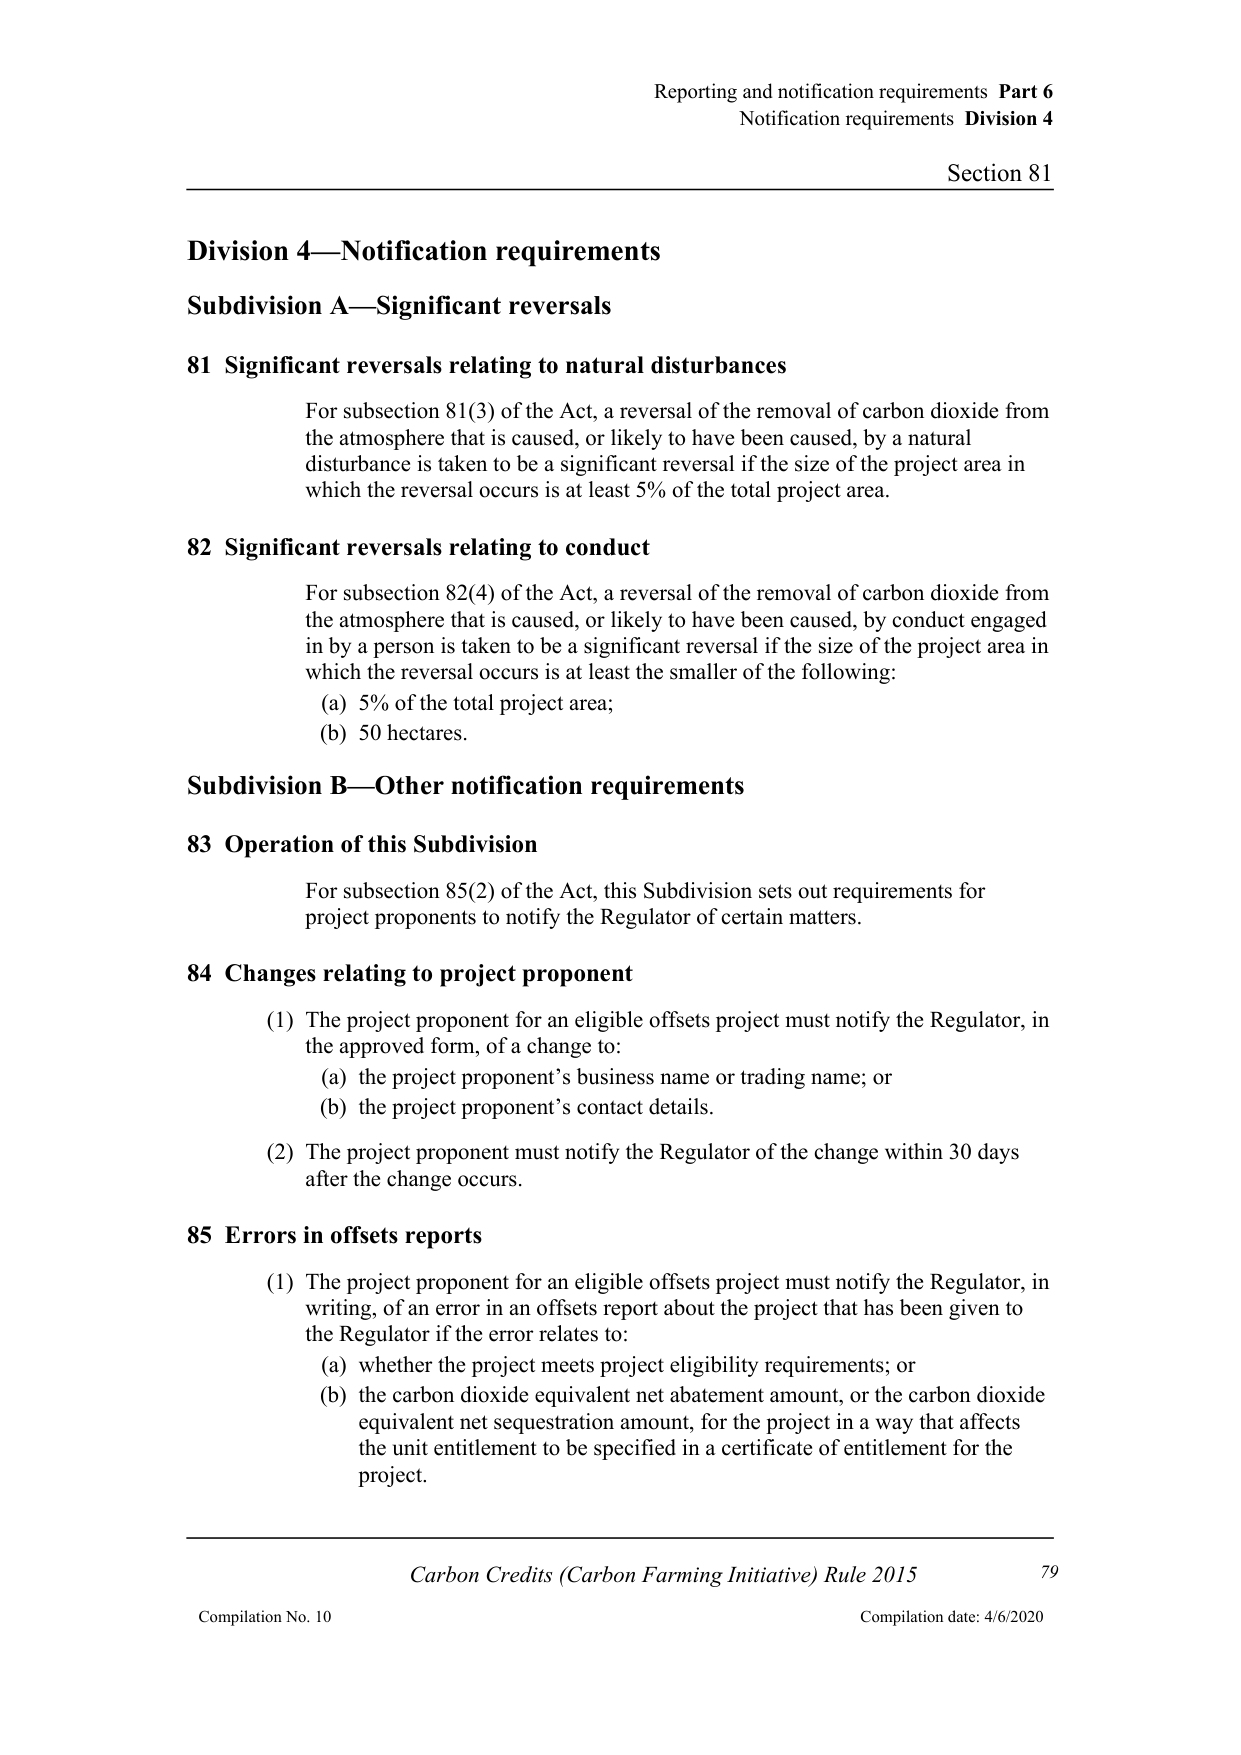 Reporting and notification requirements Part 6
Notification requirements Division 4
Section 81
Division 4—Notification requirements
Subdivision A—Significant reversals
81 Significant reversals relating to natural disturbances
For subsection 81(3) of the Act, a reversal of the removal of carbon dioxide from
the atmosphere that is caused, or likely to have been caused, by a natural
disturbance is taken to be a significant reversal if the size of the project area in
which the reversal occurs is at least 5% of the total project area.
82 Significant reversals relating to conduct
For subsection 82(4) of the Act, a reversal of the removal of carbon dioxide from
the atmosphere that is caused, or likely to have been caused, by conduct engaged
in by a person is taken to be a significant reversal if the size of the project area in
which the reversal occurs is at least the smaller of the following:
(a) 5% of the total project area;
(b) 50 hectares.
Subdivision B—Other notification requirements
83 Operation of this Subdivision
For subsection 85(2) of the Act, this Subdivision sets out requirements for
project proponents to notify the Regulator of certain matters.
84 Changes relating to project proponent
(1) The project proponent for an eligible offsets project must notify the Regulator, in
the approved form, of a change to:
(a) the project proponent’s business name or trading name; or
(b) the project proponent’s contact details.
(2) The project proponent must notify the Regulator of the change within 30 days
after the change occurs.
85 Errors in offsets reports
(1) The project proponent for an eligible offsets project must notify the Regulator, in
writing, of an error in an offsets report about the project that has been given to
the Regulator if the error relates to:
(a) whether the project meets project eligibility requirements; or
(b) the carbon dioxide equivalent net abatement amount, or the carbon dioxide
equivalent net sequestration amount, for the project in a way that affects
the unit entitlement to be specified in a certificate of entitlement for the
project.
Carbon Credits (Carbon Farming Initiative) Rule 2015 79
Compilation No. 10 Compilation date: 4/6/2020